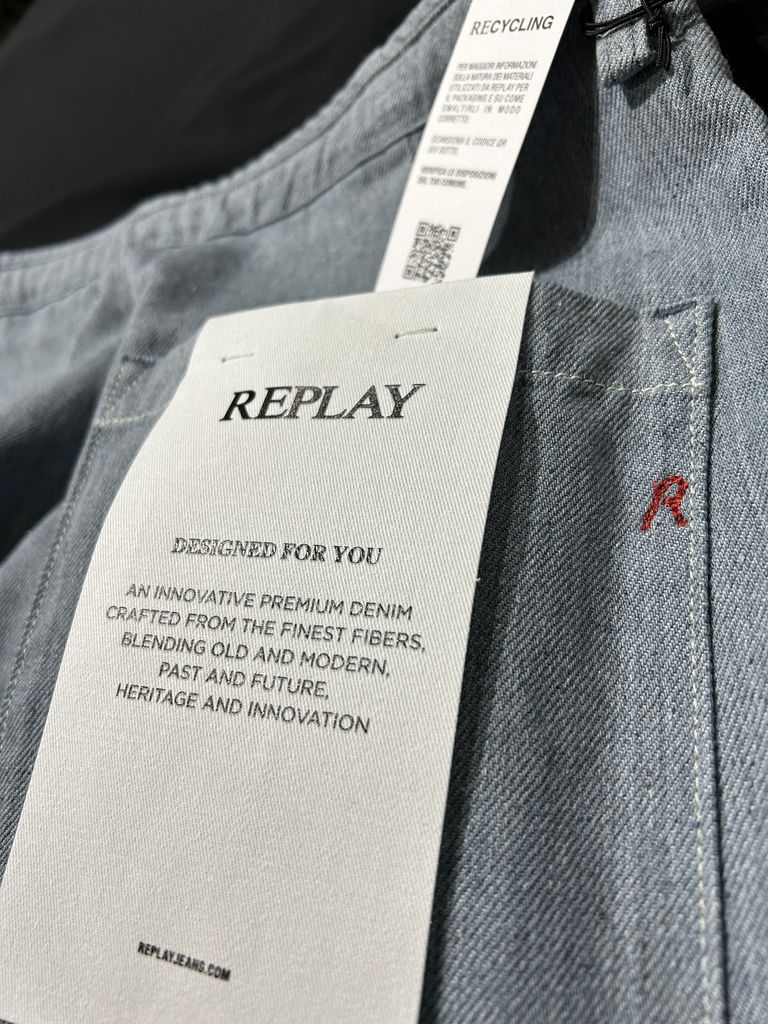 RECYCLING
PER MAGGIORI INFORMAZIONI
SULLA NATURA DEI MATERIALI
UTILIZZATI DA REPLAY PER
IL PACKAGING E SU COME
SMALTIRLI IN MODO
CORRETTO:
SCANSIONA IL CODICE QR
QUI SOTTO.
VERIFICA LE DISPOSIZIONI
DEL TUO COMUNE.
REPLAY
R
DESIGNED FOR YOU
AN INNOVATIVE PREMIUM DENIM
CRAFTED FROM THE FINEST FIBERS,
BLENDING OLD AND MODERN,
PAST AND FUTURE,
HERITAGE AND INNOVATION
REPLAYJEANS.COM